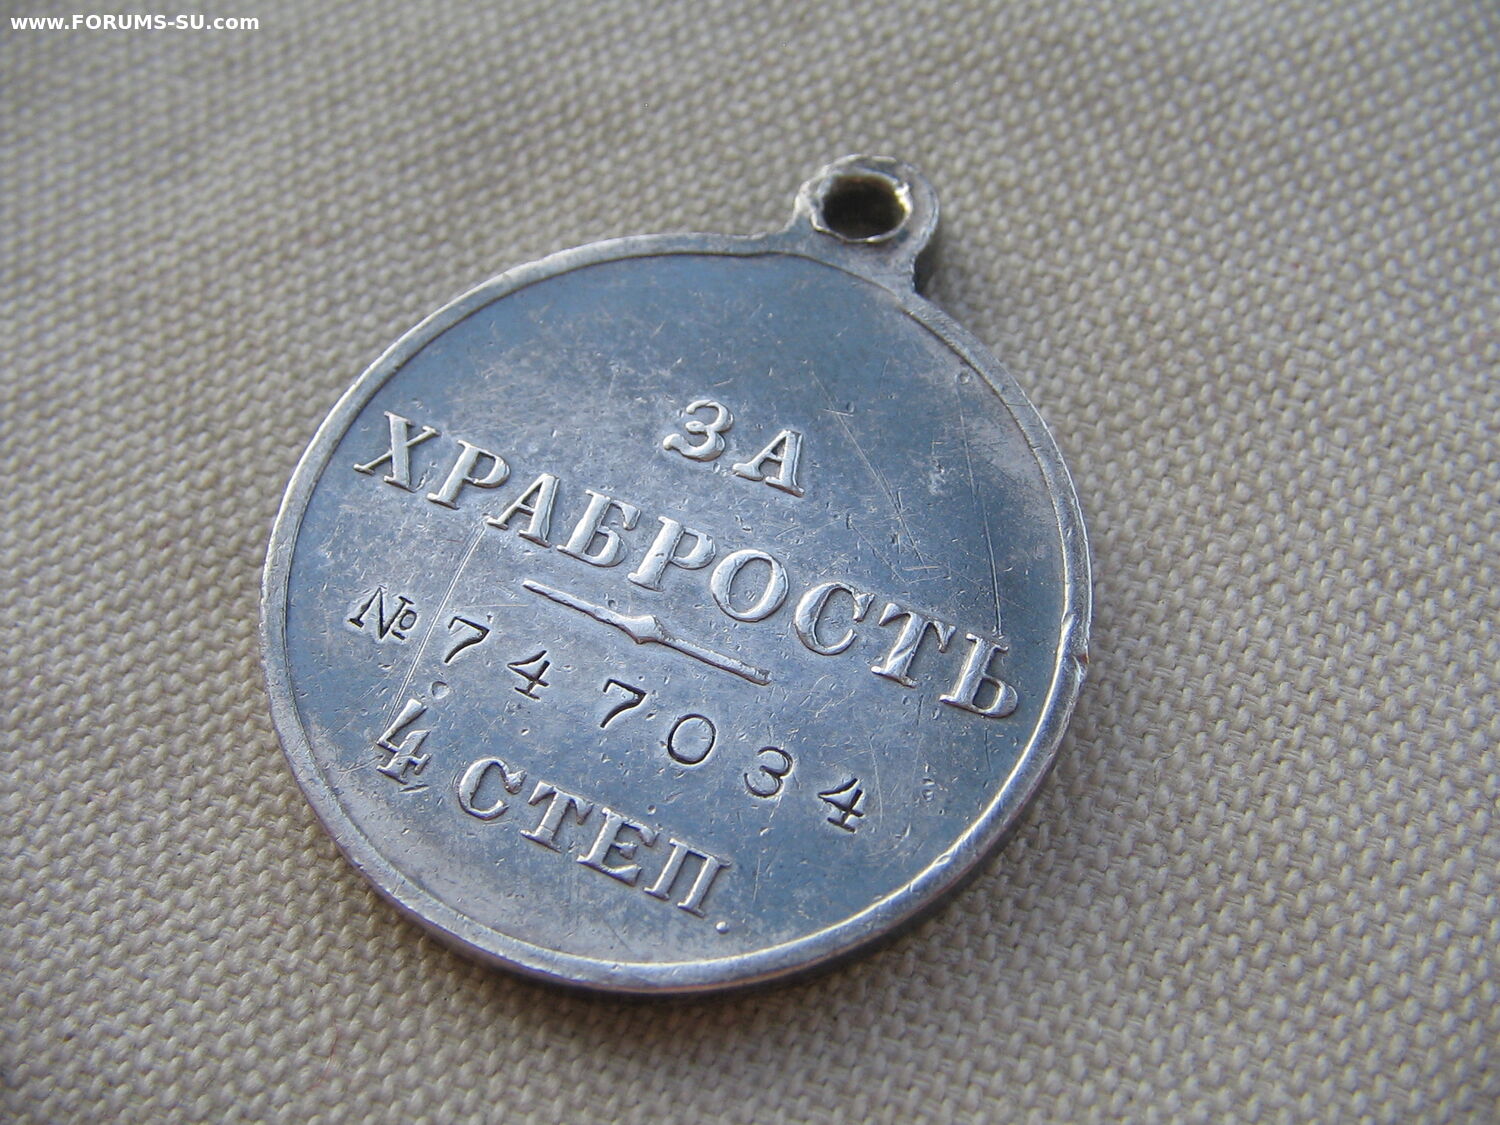 www.FORUMS-SU.com
ЗА
ХРАБРОСТЬ
№ 747034
4 СТЕП.